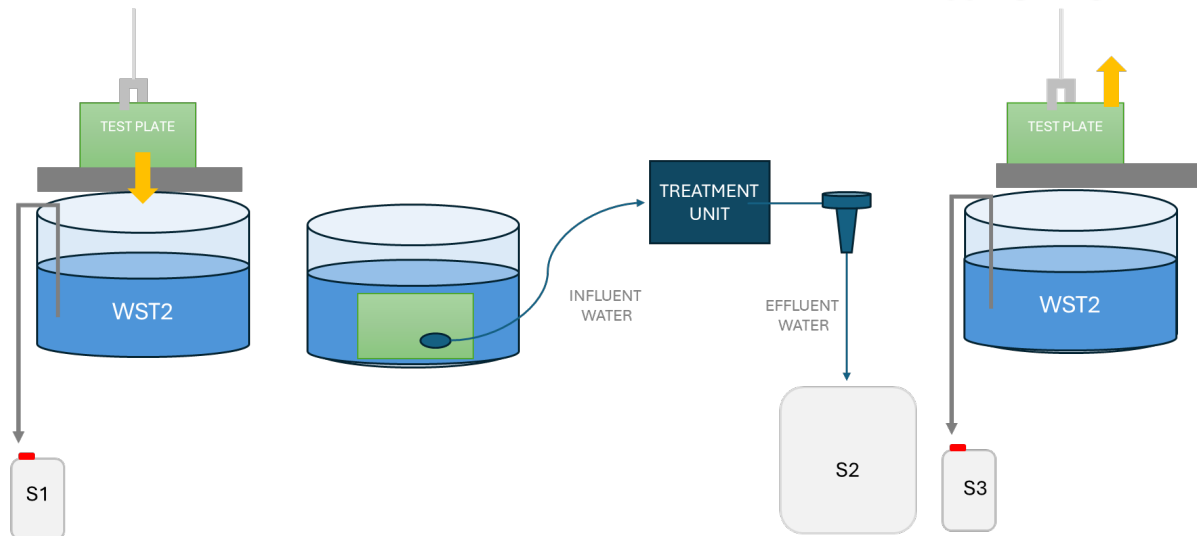 TEST PLATE
WST2
S1
INFLUENT
WATER
TREATMENT
UNIT
EFFLUENT
WATER
S2
TEST PLATE
WST2
S3